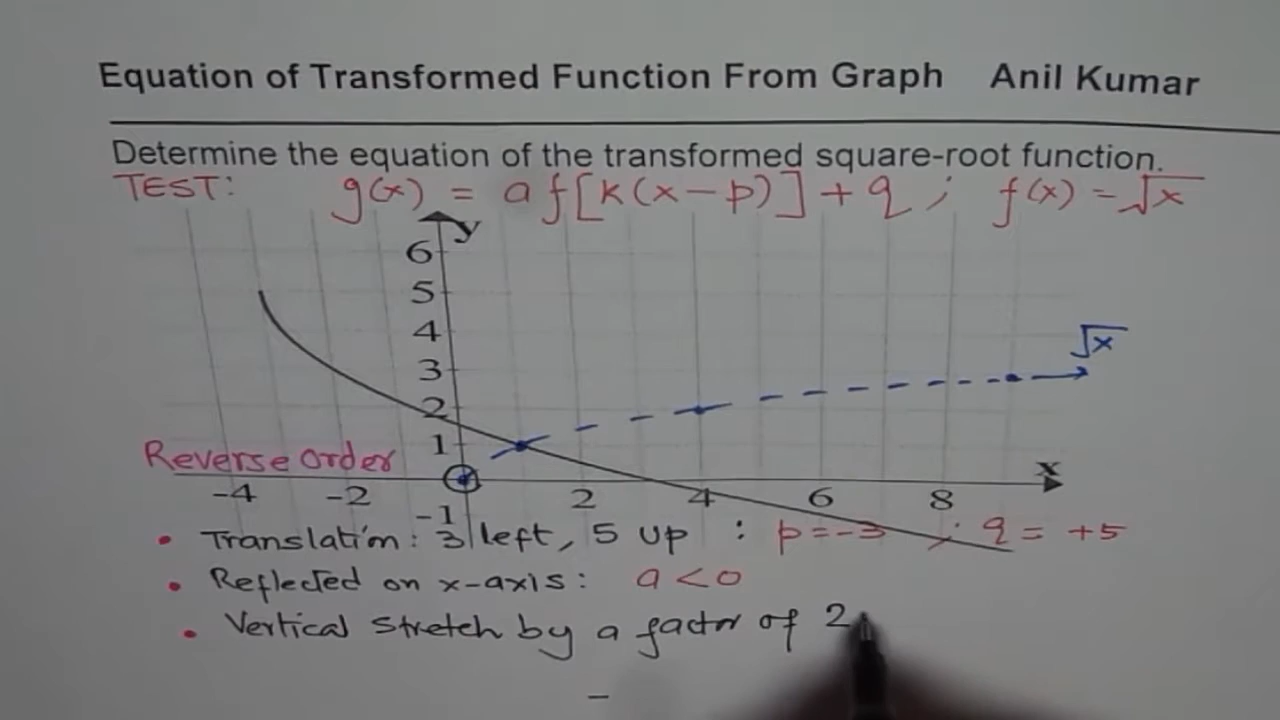 Equation of Transformed Function From Graph Anil Kumar
Determine the equation of the transformed square-root function.
TEST: g(x) = a f[k(x-p)] + q ; f(x) = √x
y
6
5
4
3
2
1
-1
√x
Reverse Order
x
-4 -2 2 4 6 8
• Translation: 3 left, 5 up : p=-3 ; q = +5
• Reflected on x-axis: a<0
• Vertical stretch by a factor of 2